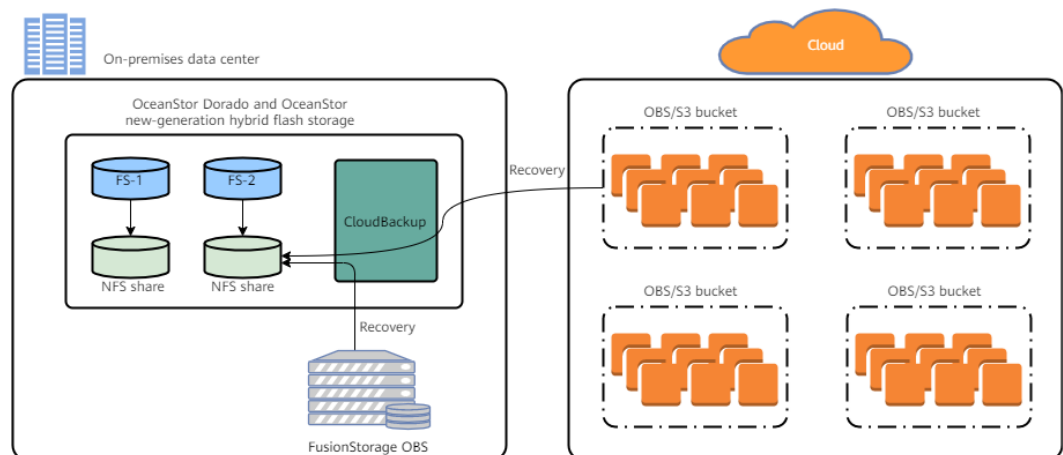 On-premises data center
Cloud
OceanStor Dorado and OceanStor
new-generation hybrid flash storage
OBS/S3 bucket
OBS/S3 bucket
FS-1
FS-2
Recovery
CloudBackup
NFS share
NFS share
OBS/S3 bucket
OBS/S3 bucket
Recovery
FusionStorage OBS